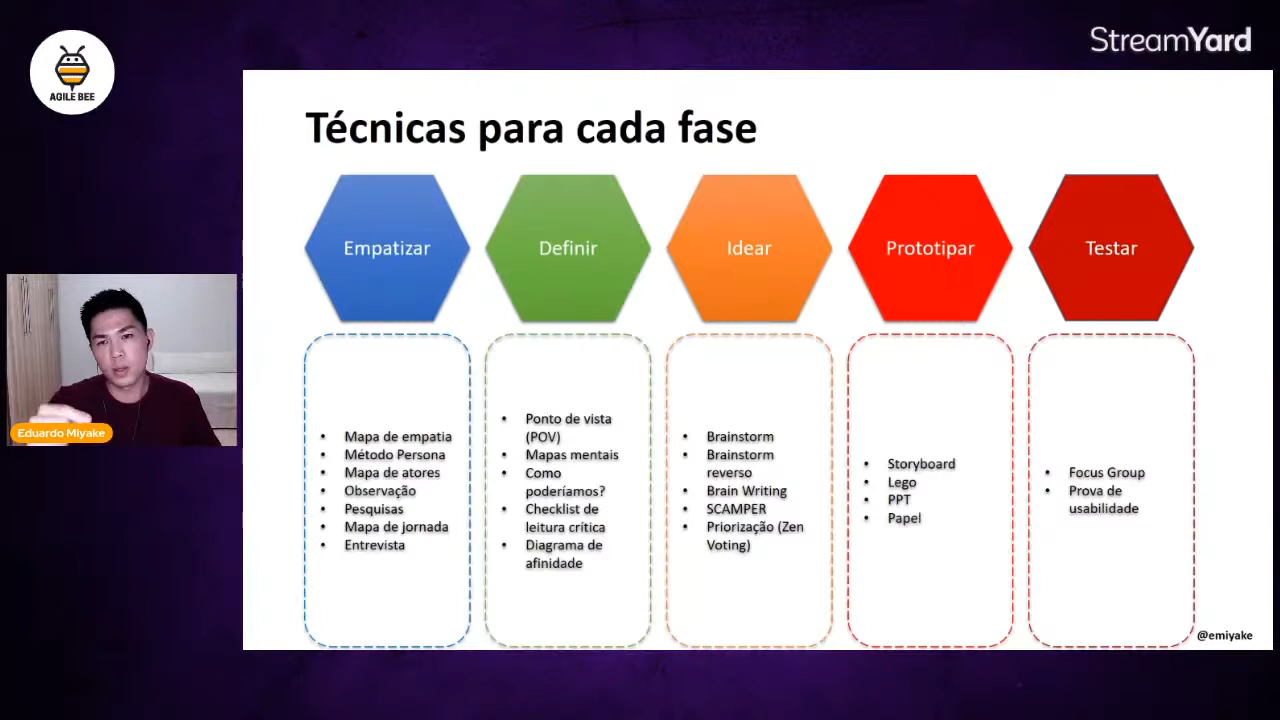 StreamYard
AGILE BEE
Técnicas para cada fase
Empatizar
Definir
Idear
Prototipar
Testar
• Mapa de empatia
• Método Persona
• Mapa de atores
• Observação
• Pesquisas
• Mapa de jornada
• Entrevista
• Ponto de vista
(POV)
• Mapas mentais
• Como
poderíamos?
• Checklist de
leitura crítica
• Diagrama de
afinidade
• Brainstorm
• Brainstorm
reverso
• Brain Writing
• SCAMPER
• Priorização (Zen
Voting)
• Storyboard
• Lego
• PPT
• Papel
• Focus Group
• Prova de
usabilidade
Eduardo Miyake
@emiyake